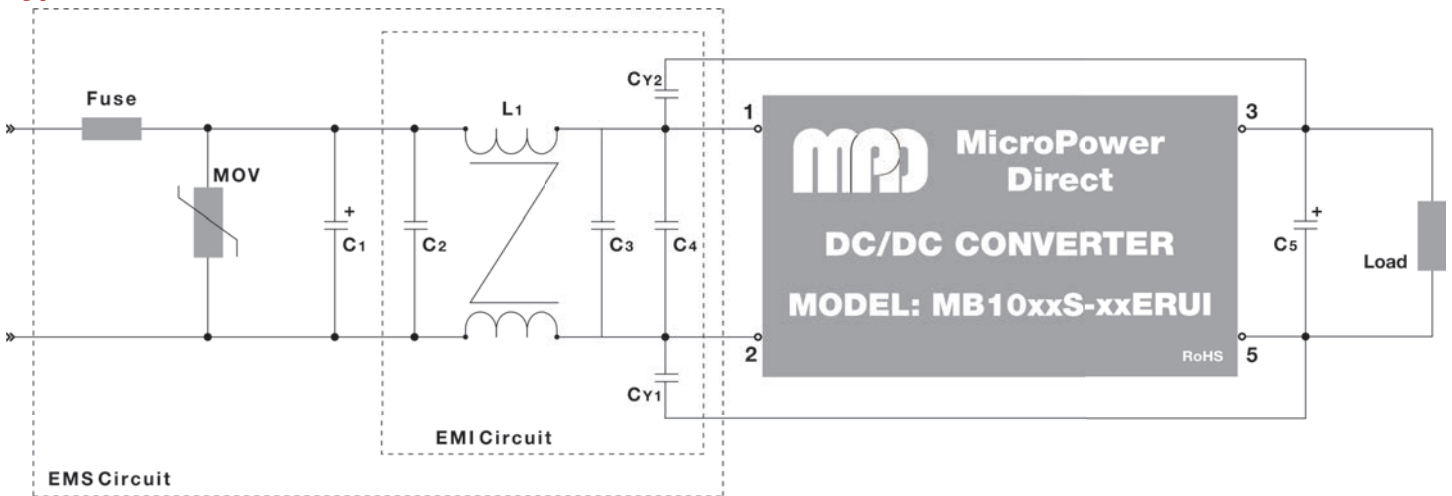 Fuse
MOV
+
C1
C2
L1
C3
C4
CY2
CY1
EMI Circuit
EMS Circuit
1
2
MPD
MicroPower
Direct
DC/DC CONVERTER
MODEL: MB10xxS-xxERUI
RoHS
3
5
+
C5
Load